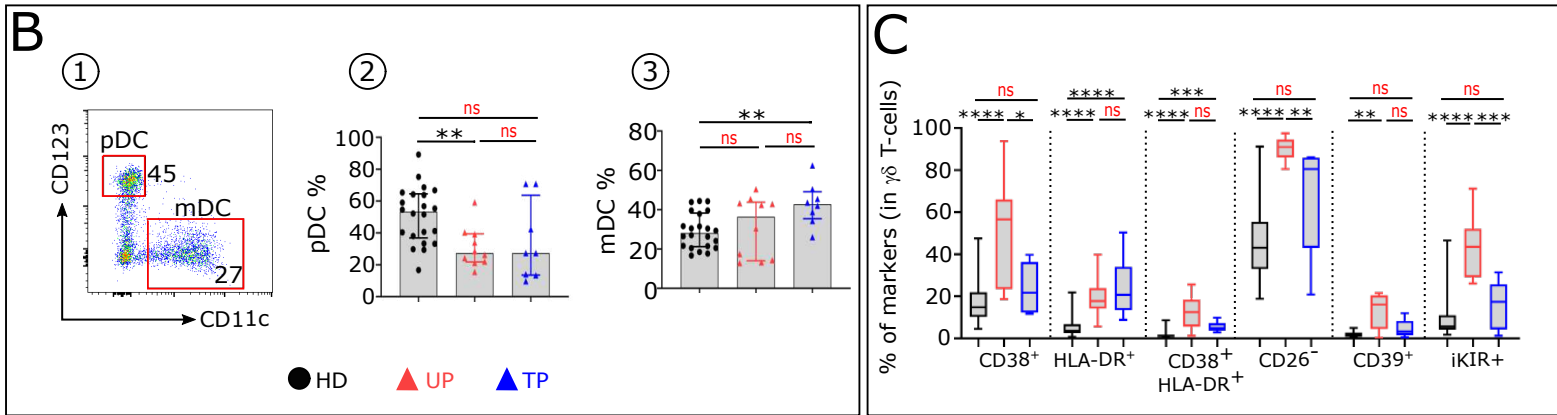 B
1
pDC
45
mDC
27
CD123
CD11c
2
ns
**
ns
pDC %
100
80
60
40
20
0
3
**
ns
ns
mDC %
80
60
40
20
0
HD
UP
TP
C
% of markers (in γδ T-cells)
100
80
60
40
20
0
ns
**** *
****
**** ns
***
**** ns
ns
**** **
ns
** ns
ns
**** ***
CD38⁺
HLA-DR⁺
CD38⁺
HLA-DR⁺
CD26⁻
CD39⁺
iKIR+